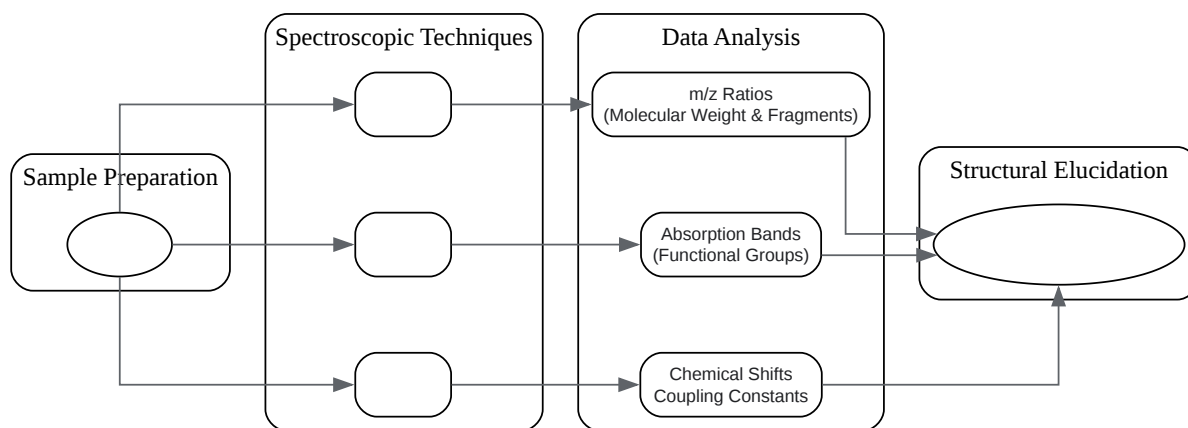 Spectroscopic Techniques
Data Analysis
m/z Ratios
(Molecular Weight & Fragments)
Sample Preparation
Structural Elucidation
Absorption Bands
(Functional Groups)
Chemical Shifts
Coupling Constants